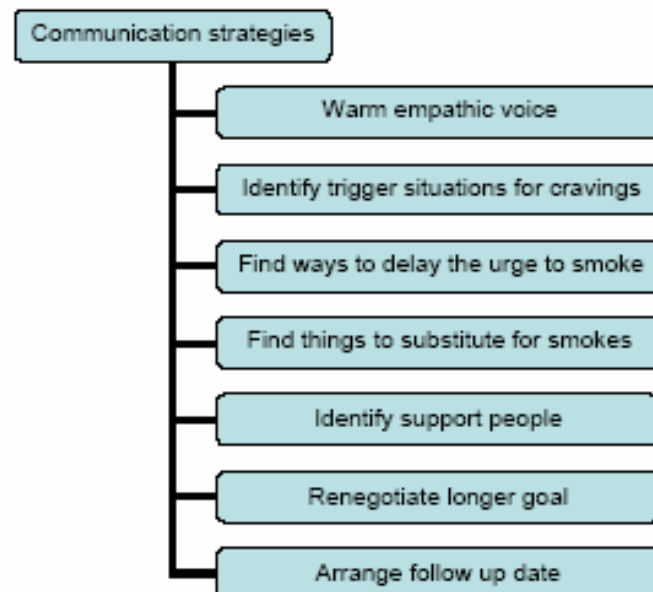 Communication strategies
Warm empathic voice
Identify trigger situations for cravings
Find ways to delay the urge to smoke
Find things to substitute for smokes
Identify support people
Renegotiate longer goal
Arrange follow up date